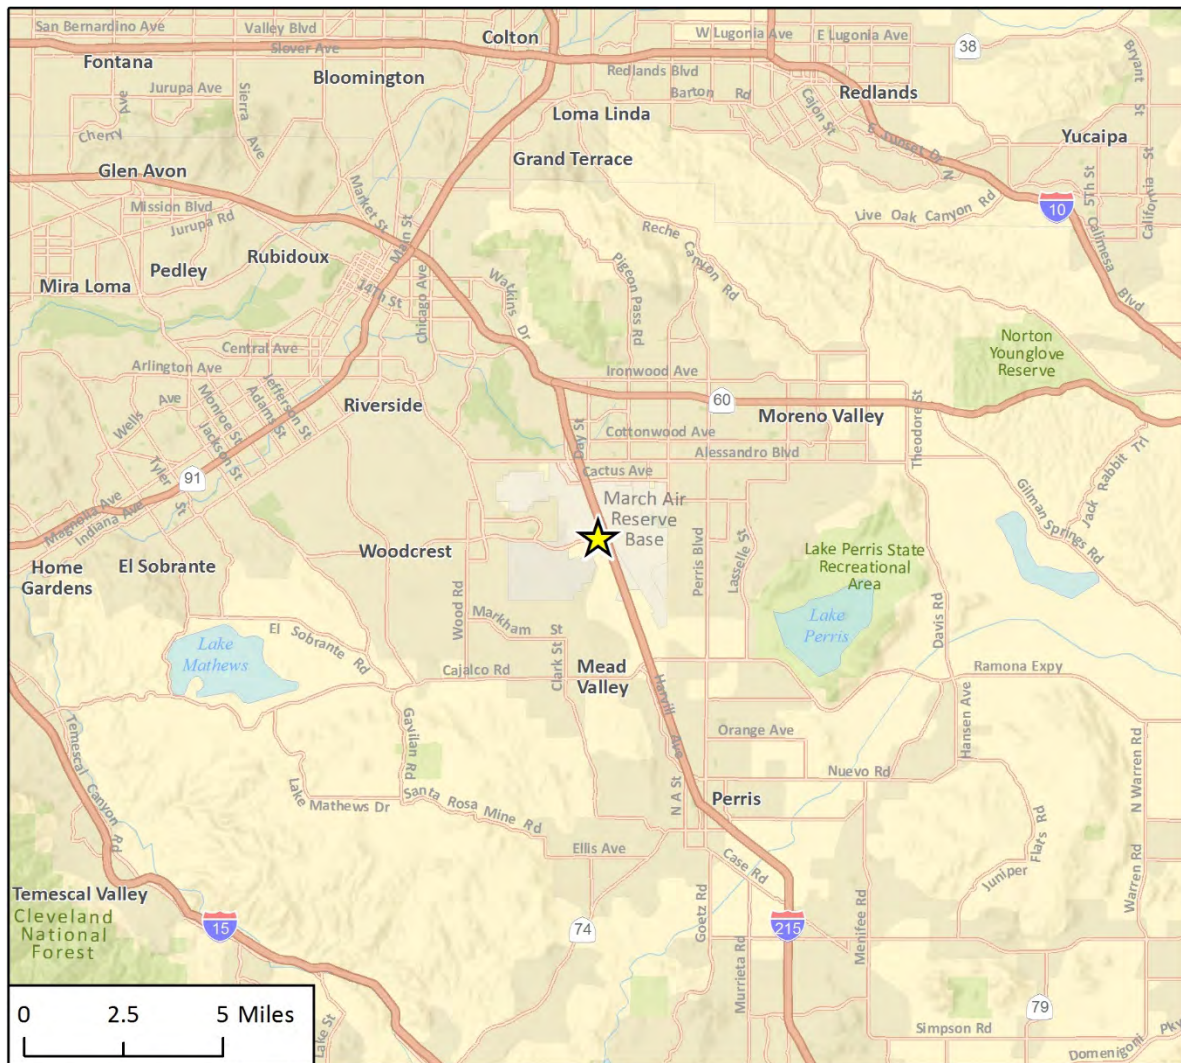 San Bernardino Ave
Valley Blvd
Colton
W Lugonia Ave
E Lugonia Ave
38
Bryant St
Slover Ave
Fontana
Bloomington
Redlands Blvd
Jurupa Ave
Sierra Ave
Barton Rd
Redlands
Cherry Ave
Loma Linda
Cajon St
Yucaipa
Grand Terrace
E Sunset Dr N
Glen Avon
Market St
5Th St
California St
Mission Blvd
Jurupa Rd
Main St
Live Oak Canyon Rd
10
Calimesa Blvd
Reche Canyon Rd
Rubidoux
Pedley
Mira Loma
14Th St
Chicago Ave
Watkins Dr
Pigeon Pass Rd
Norton
Younglove
Reserve
Central Ave
Arlington Ave
Ironwood Ave
60
Riverside
Moreno Valley
Theodore St
Wells Ave
Monroe St
Adams St
Jefferson St
Jackson St
Day St
Cottonwood Ave
Alessandro Blvd
Cactus Ave
Tyler St
91
Jack Rabbit Trl
Gilman Springs Rd
Magnolia Ave
Indiana Ave
March Air
Reserve
Base
Perris Blvd
Lasselle St
Lake Perris State
Recreational
Area
Home
Gardens
El Sobrante
Woodcrest
Wood Rd
Markham St
Clark St
Lake
Perris
Davis Rd
El Sobrante Rd
Lake
Mathews
Cajalco Rd
Mead
Valley
Ramona Expy
Harvill Ave
Hansen Ave
Temescal Canyon Rd
Gavilan Rd
Orange Ave
Nuevo Rd
N Warren Rd
Lake Mathews Dr
Santa Rosa Mine Rd
N A St
Perris
Juniper Flats Rd
Ellis Ave
Case Rd
Warren Rd
Temescal Valley
Cleveland
National
Forest
15
74
Goetz Rd
215
Menifee Rd
Murrieta Rd
79
0 2.5 5 Miles
Lake St
Simpson Rd
Domenigoni Pky